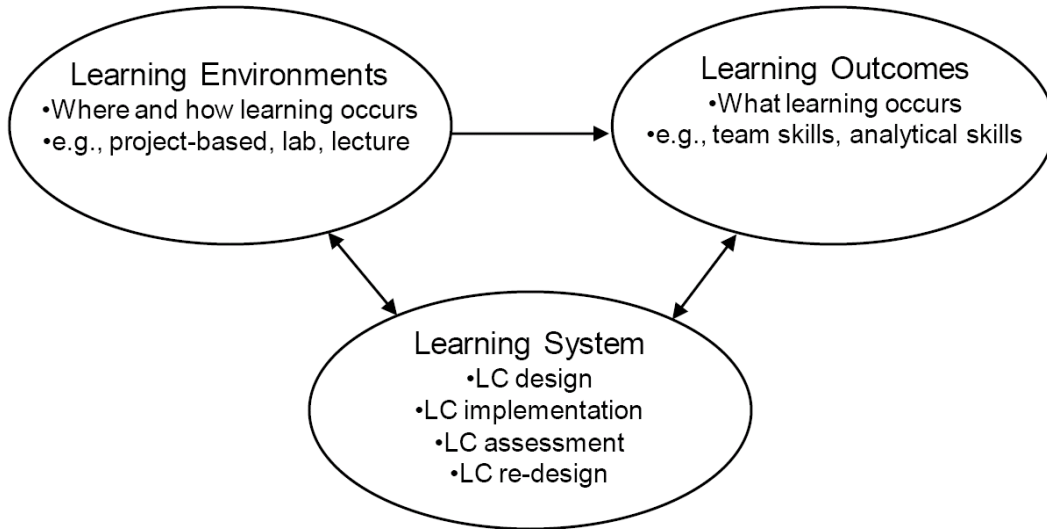 Learning Environments
•Where and how learning occurs
•e.g., project-based, lab, lecture
Learning Outcomes
•What learning occurs
•e.g., team skills, analytical skills
Learning System
•LC design
•LC implementation
•LC assessment
•LC re-design